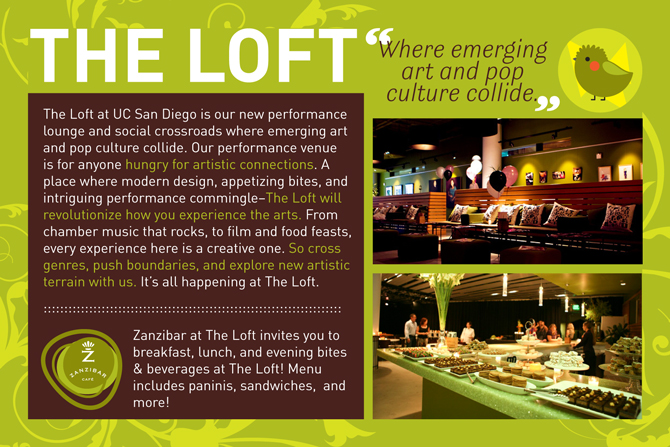 THE LOFT
“Where emerging
art and pop
culture collide.”
The Loft at UC San Diego is our new performance
lounge and social crossroads where emerging art
and pop culture collide. Our performance venue
is for anyone hungry for artistic connections. A
place where modern design, appetizing bites, and
intriguing performance commingle–The Loft will
revolutionize how you experience the arts. From
chamber music that rocks, to film and food feasts,
every experience here is a creative one. So cross
genres, push boundaries, and explore new artistic
terrain with us. It’s all happening at The Loft.
Z
ZANZIBAR
CAFÉ
Zanzibar at The Loft invites you to
breakfast, lunch, and evening bites
& beverages at The Loft! Menu
includes paninis, sandwiches, and
more!